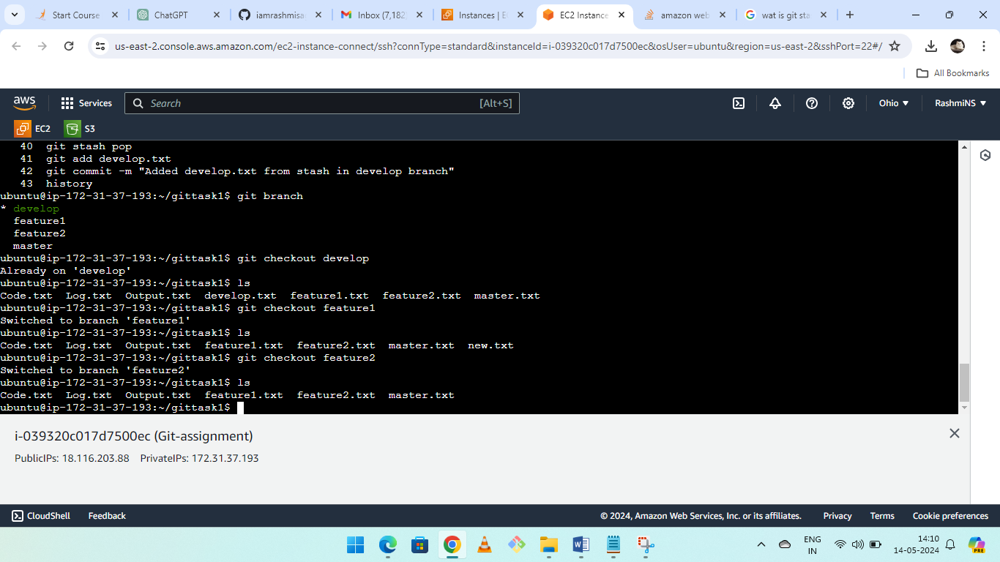 Start Course
ChatGPT
iamrashmisa
Inbox (7,182
Instances | E
EC2 Instance
amazon web
wat is git sta
us-east-2.console.aws.amazon.com/ec2-instance-connect/ssh?connType=standard&instanceId=i-039320c017d7500ec&osUser=ubuntu&region=us-east-2&sshPort=22#/
All Bookmarks
aws Services Search [Alt+S] Ohio RashmiNS
EC2 S3
40 git stash pop
41 git add develop.txt
42 git commit -m "Added develop.txt from stash in develop branch"
43 history
ubuntu@ip-172-31-37-193:~/gittask1$ git branch
* develop
feature1
feature2
master
ubuntu@ip-172-31-37-193:~/gittask1$ git checkout develop
Already on 'develop'
ubuntu@ip-172-31-37-193:~/gittask1$ ls
Code.txt Log.txt Output.txt develop.txt feature1.txt feature2.txt master.txt
ubuntu@ip-172-31-37-193:~/gittask1$ git checkout feature1
Switched to branch 'feature1'
ubuntu@ip-172-31-37-193:~/gittask1$ ls
Code.txt Log.txt Output.txt feature1.txt feature2.txt master.txt new.txt
ubuntu@ip-172-31-37-193:~/gittask1$ git checkout feature2
Switched to branch 'feature2'
ubuntu@ip-172-31-37-193:~/gittask1$ ls
Code.txt Log.txt Output.txt feature1.txt feature2.txt master.txt
ubuntu@ip-172-31-37-193:~/gittask1$
i-039320c017d7500ec (Git-assignment)
PublicIPs: 18.116.203.88 PrivateIPs: 172.31.37.193
CloudShell Feedback © 2024, Amazon Web Services, Inc. or its affiliates. Privacy Terms Cookie preferences
ENG 14:10
IN 14-05-2024
PRE